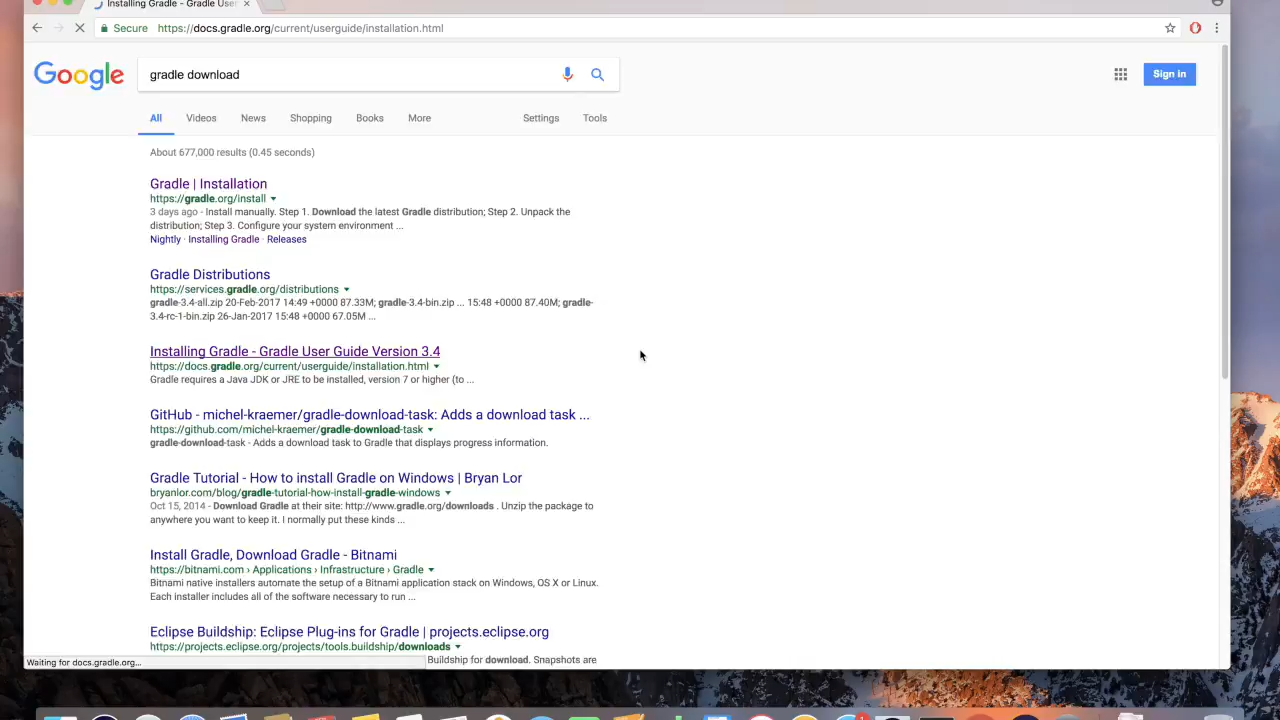 Installing Gradle - Gradle User
Secure https://docs.gradle.org/current/userguide/installation.html
Google
gradle download
Sign in
All Videos News Shopping Books More Settings Tools
About 677,000 results (0.45 seconds)
Gradle | Installation
https://gradle.org/install
3 days ago - Install manually. Step 1. Download the latest Gradle distribution; Step 2. Unpack the
distribution; Step 3. Configure your system environment ...
Nightly · Installing Gradle · Releases
Gradle Distributions
https://services.gradle.org/distributions
gradle-3.4-all.zip 20-Feb-2017 14:49 +0000 87.33M; gradle-3.4-bin.zip ... 15:48 +0000 87.40M; gradle-
3.4-rc-1-bin.zip 26-Jan-2017 15:48 +0000 67.05M ...
Installing Gradle - Gradle User Guide Version 3.4
https://docs.gradle.org/current/userguide/installation.html
Gradle requires a Java JDK or JRE to be installed, version 7 or higher (to ...
GitHub - michel-kraemer/gradle-download-task: Adds a download task ...
https://github.com/michel-kraemer/gradle-download-task
gradle-download-task - Adds a download task to Gradle that displays progress information.
Gradle Tutorial - How to install Gradle on Windows | Bryan Lor
bryanlor.com/blog/gradle-tutorial-how-install-gradle-windows
Oct 15, 2014 - Download Gradle at their site: http://www.gradle.org/downloads . Unzip the package to
anywhere you want to keep it. I normally put these kinds ...
Install Gradle, Download Gradle - Bitnami
https://bitnami.com › Applications › Infrastructure › Gradle
Bitnami native installers automate the setup of a Bitnami application stack on Windows, OS X or Linux.
Each installer includes all of the software necessary to run ...
Eclipse Buildship: Eclipse Plug-ins for Gradle | projects.eclipse.org
https://projects.eclipse.org/projects/tools.buildship/downloads
Buildship for download. Snapshots are
Waiting for docs.gradle.org...